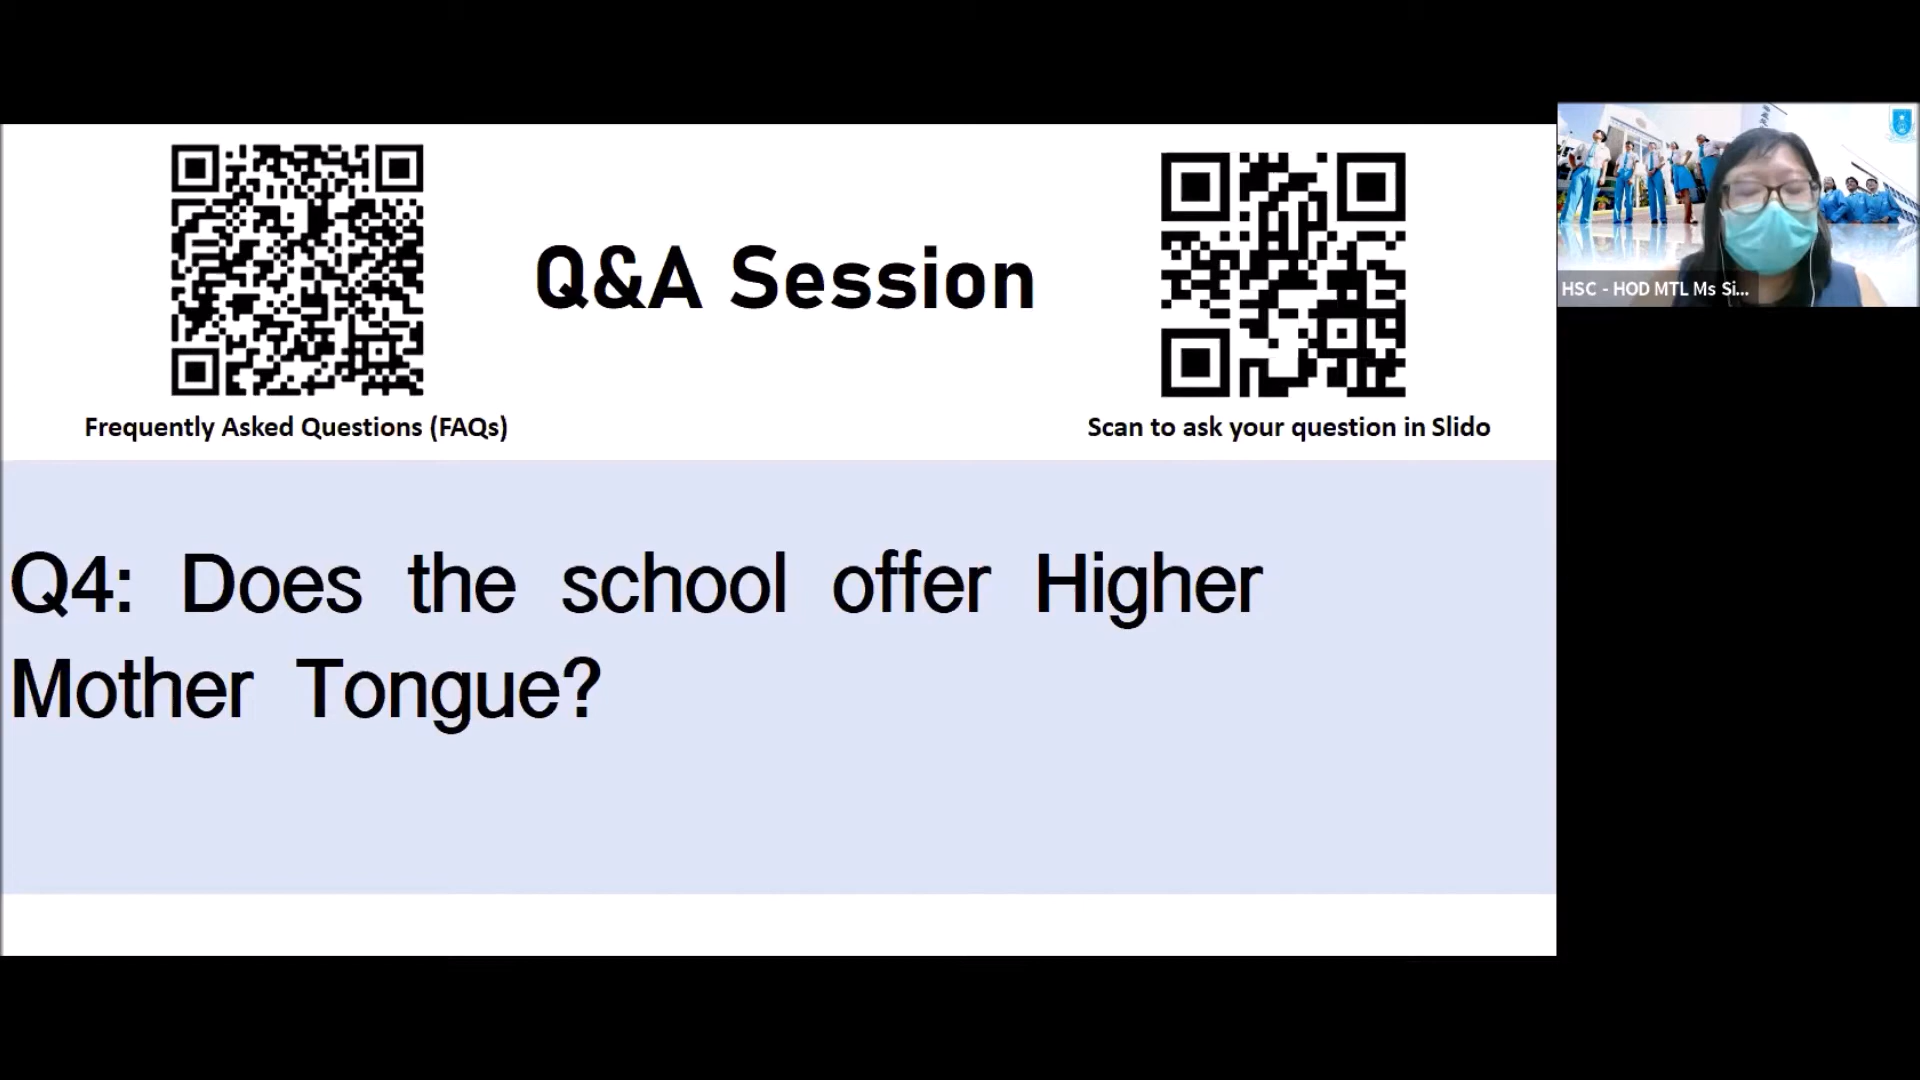 Q&A Session
Frequently Asked Questions (FAQs)
Scan to ask your question in Slido
Q4: Does the school offer Higher
Mother Tongue?
HSC - HOD MTL Ms Si...